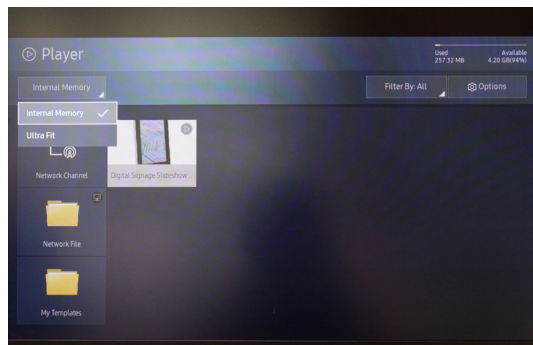 Player
Used
257.32 MB
Available
4.20 GB(94%)
Internal Memory
Filter By: All
Options
Internal Memory
Ultra Fit
Network Channel
Digital Signage Slideshow...
Network File
My Templates